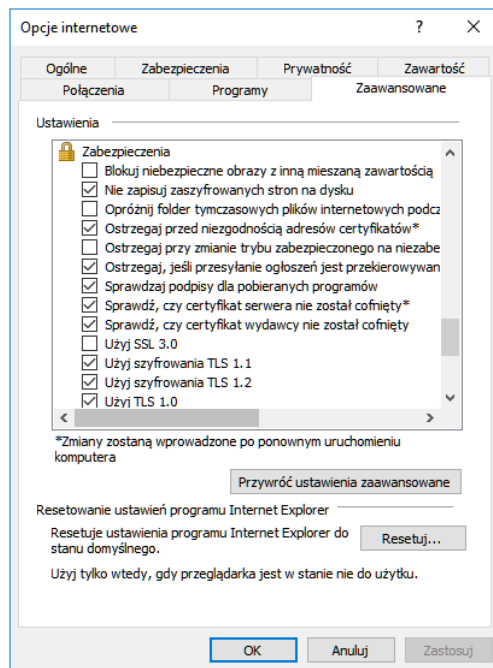 Opcje internetowe
Ogólne Zabezpieczenia Prywatność Zawartość
Połączenia Programy Zaawansowane
Ustawienia
Zabezpieczenia
Blokuj niebezpieczne obrazy z inną mieszaną zawartością
Nie zapisuj zaszyfrowanych stron na dysku
Opróżnij folder tymczasowych plików internetowych podcz
Ostrzegaj przed niezgodnością adresów certyfikatów*
Ostrzegaj przy zmianie trybu zabezpieczonego na niezabe
Ostrzegaj, jeśli przesyłanie ogłoszeń jest przekierowywan
Sprawdzaj podpisy dla pobieranych programów
Sprawdź, czy certyfikat serwera nie został cofnięty*
Sprawdź, czy certyfikat wydawcy nie został cofnięty
Użyj SSL 3.0
Użyj szyfrowania TLS 1.1
Użyj szyfrowania TLS 1.2
Użyj TLS 1.0
*Zmiany zostaną wprowadzone po ponownym uruchomieniu
komputera
Przywróć ustawienia zaawansowane
Resetowanie ustawień programu Internet Explorer
Resetuje ustawienia programu Internet Explorer do
stanu domyślnego.
Resetuj...
Użyj tylko wtedy, gdy przeglądarka jest w stanie nie do użytku.
OK Anuluj Zastosuj